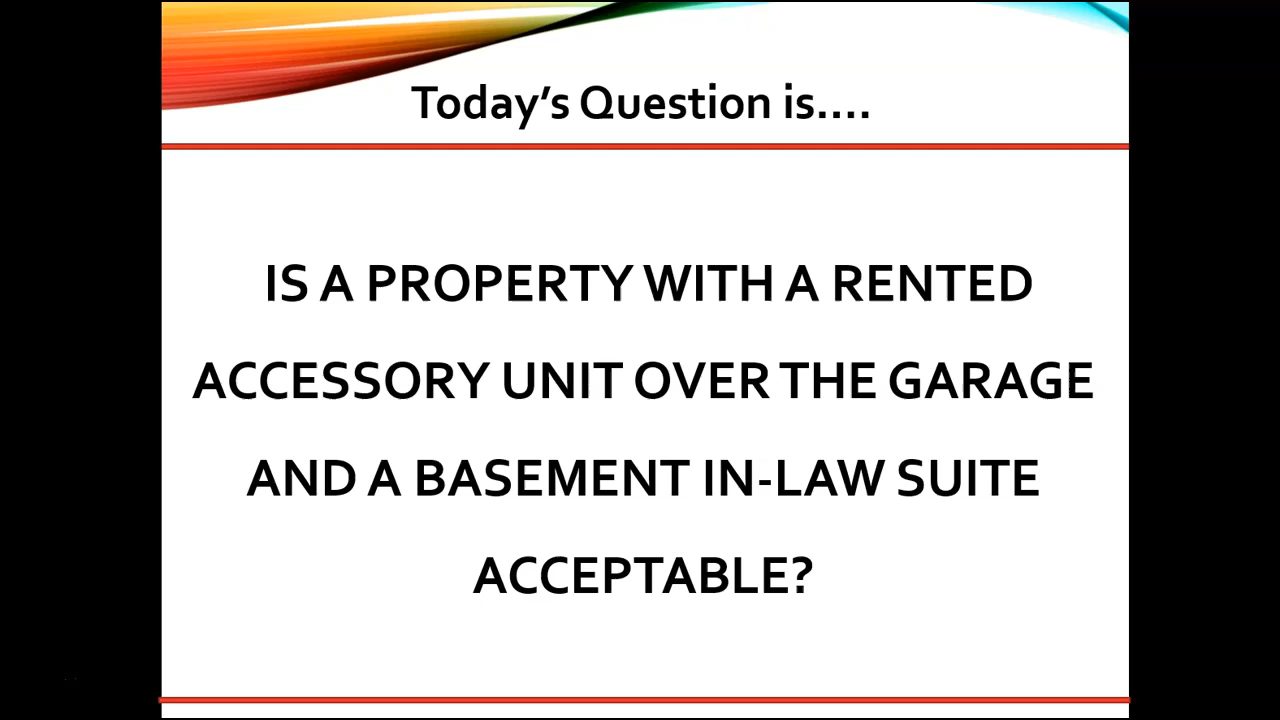 Today’s Question is....
IS A PROPERTY WITH A RENTED
ACCESSORY UNIT OVER THE GARAGE
AND A BASEMENT IN-LAW SUITE
ACCEPTABLE?